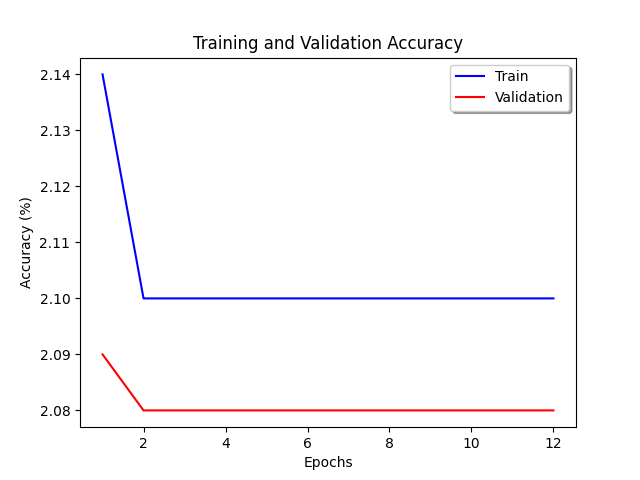 Training and Validation Accuracy
Train
Validation
2.14
2.13
2.12
2.11
2.10
2.09
2.08
Accuracy (%)
2 4 6 8 10 12
Epochs